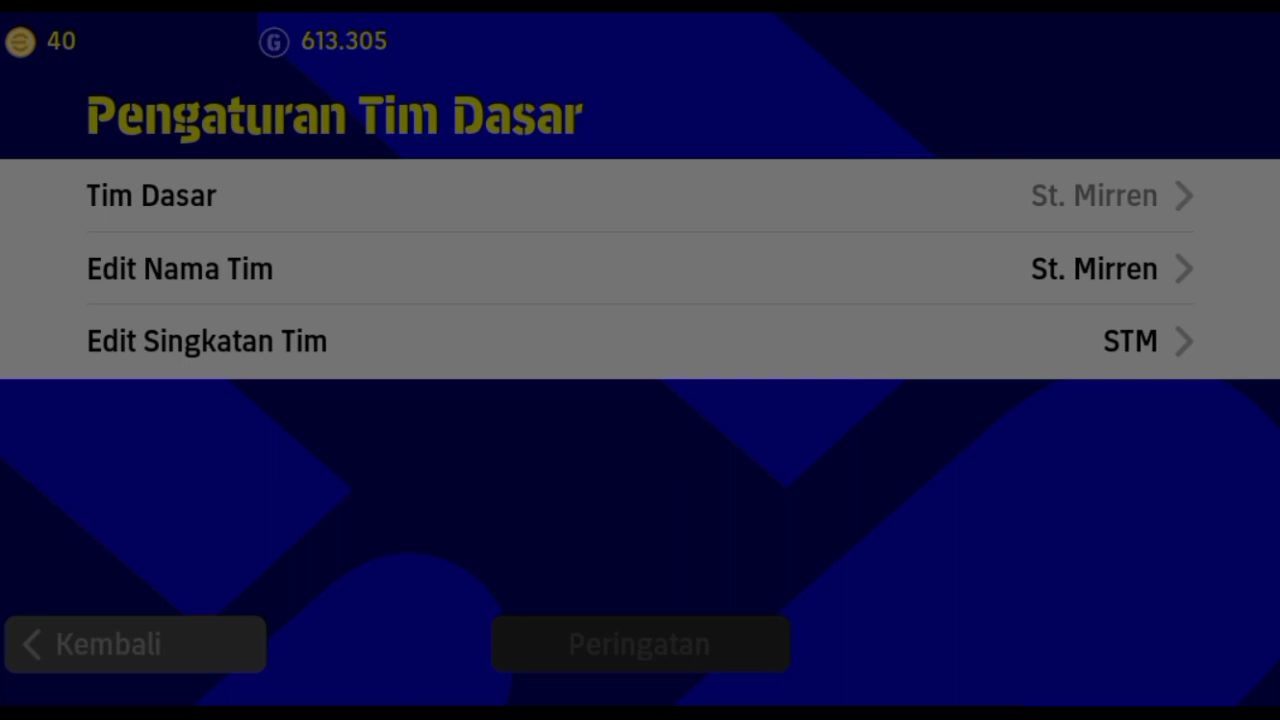 40
G 613.305
Pengaturan Tim Dasar
Tim Dasar St. Mirren
Edit Nama Tim St. Mirren
Edit Singkatan Tim STM
Kembali
Peringatan